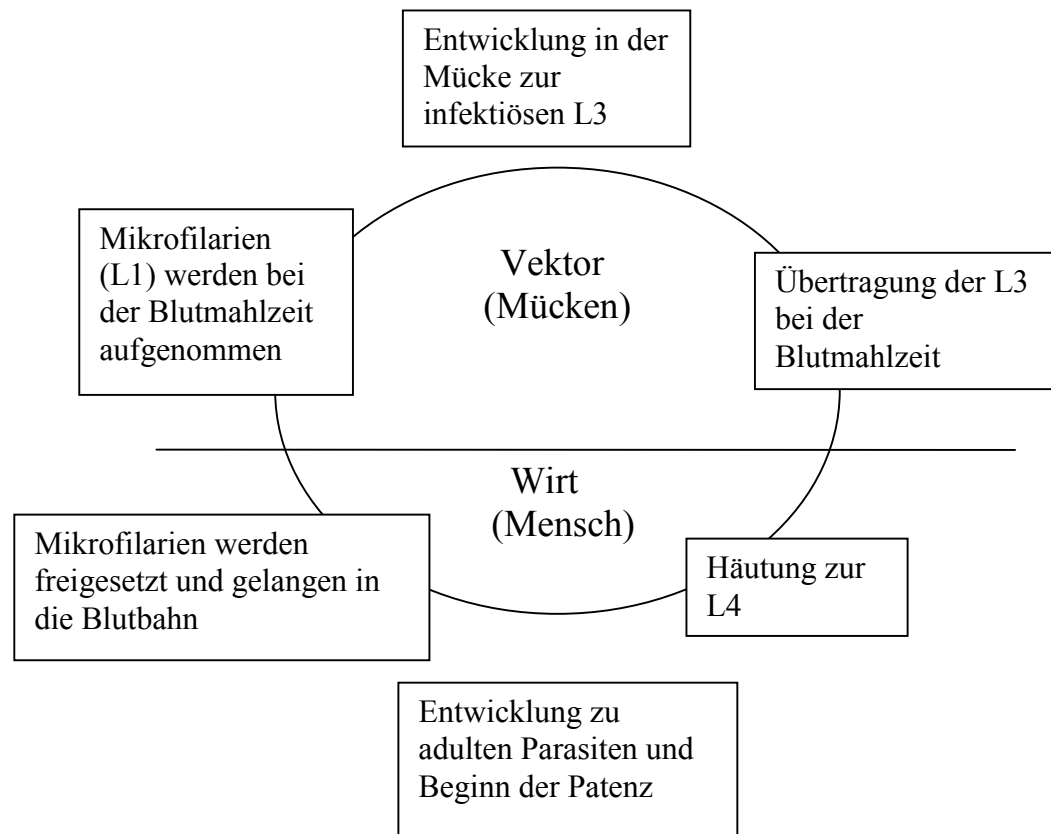 Entwicklung in der
Mücke zur
infektiösen L3
Mikrofilarien
(L1) werden bei
der Blutmahlzeit
aufgenommen
Vektor
(Mücken)
Übertragung der L3
bei der
Blutmahlzeit
Wirt
(Mensch)
Mikrofilarien werden
freigesetzt und gelangen in
die Blutbahn
Häutung zur
L4
Entwicklung zu
adulten Parasiten und
Beginn der Patenz